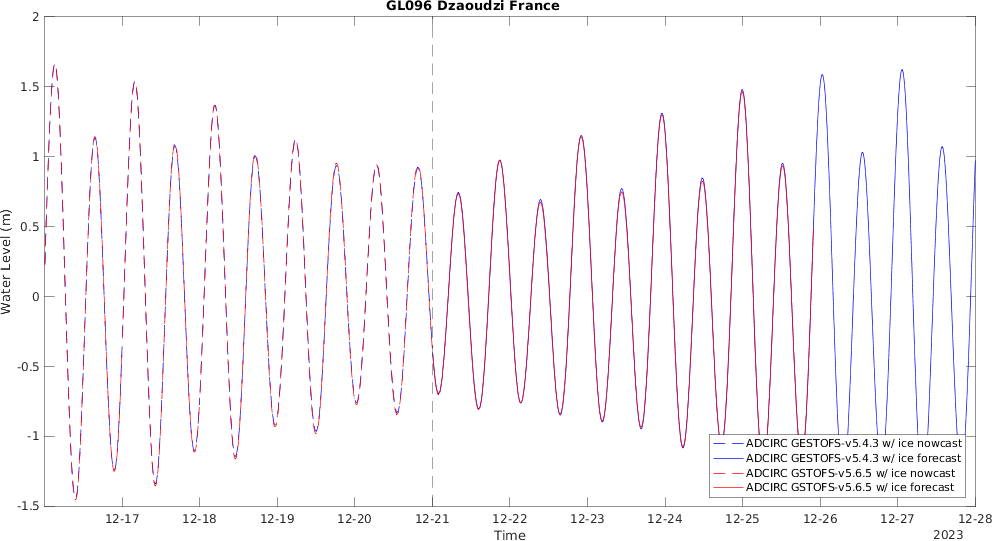 GL096 Dzaoudzi France
2
1.5
1
0.5
0
-0.5
-1
-1.5
Water Level (m)
12-17 12-18 12-19 12-20 12-21 12-22 12-23 12-24 12-25 12-26 12-27 12-28
Time
2023
ADCIRC GESTOFS-v5.4.3 w/ ice nowcast
ADCIRC GESTOFS-v5.4.3 w/ ice forecast
ADCIRC GSTOFS-v5.6.5 w/ ice nowcast
ADCIRC GSTOFS-v5.6.5 w/ ice forecast